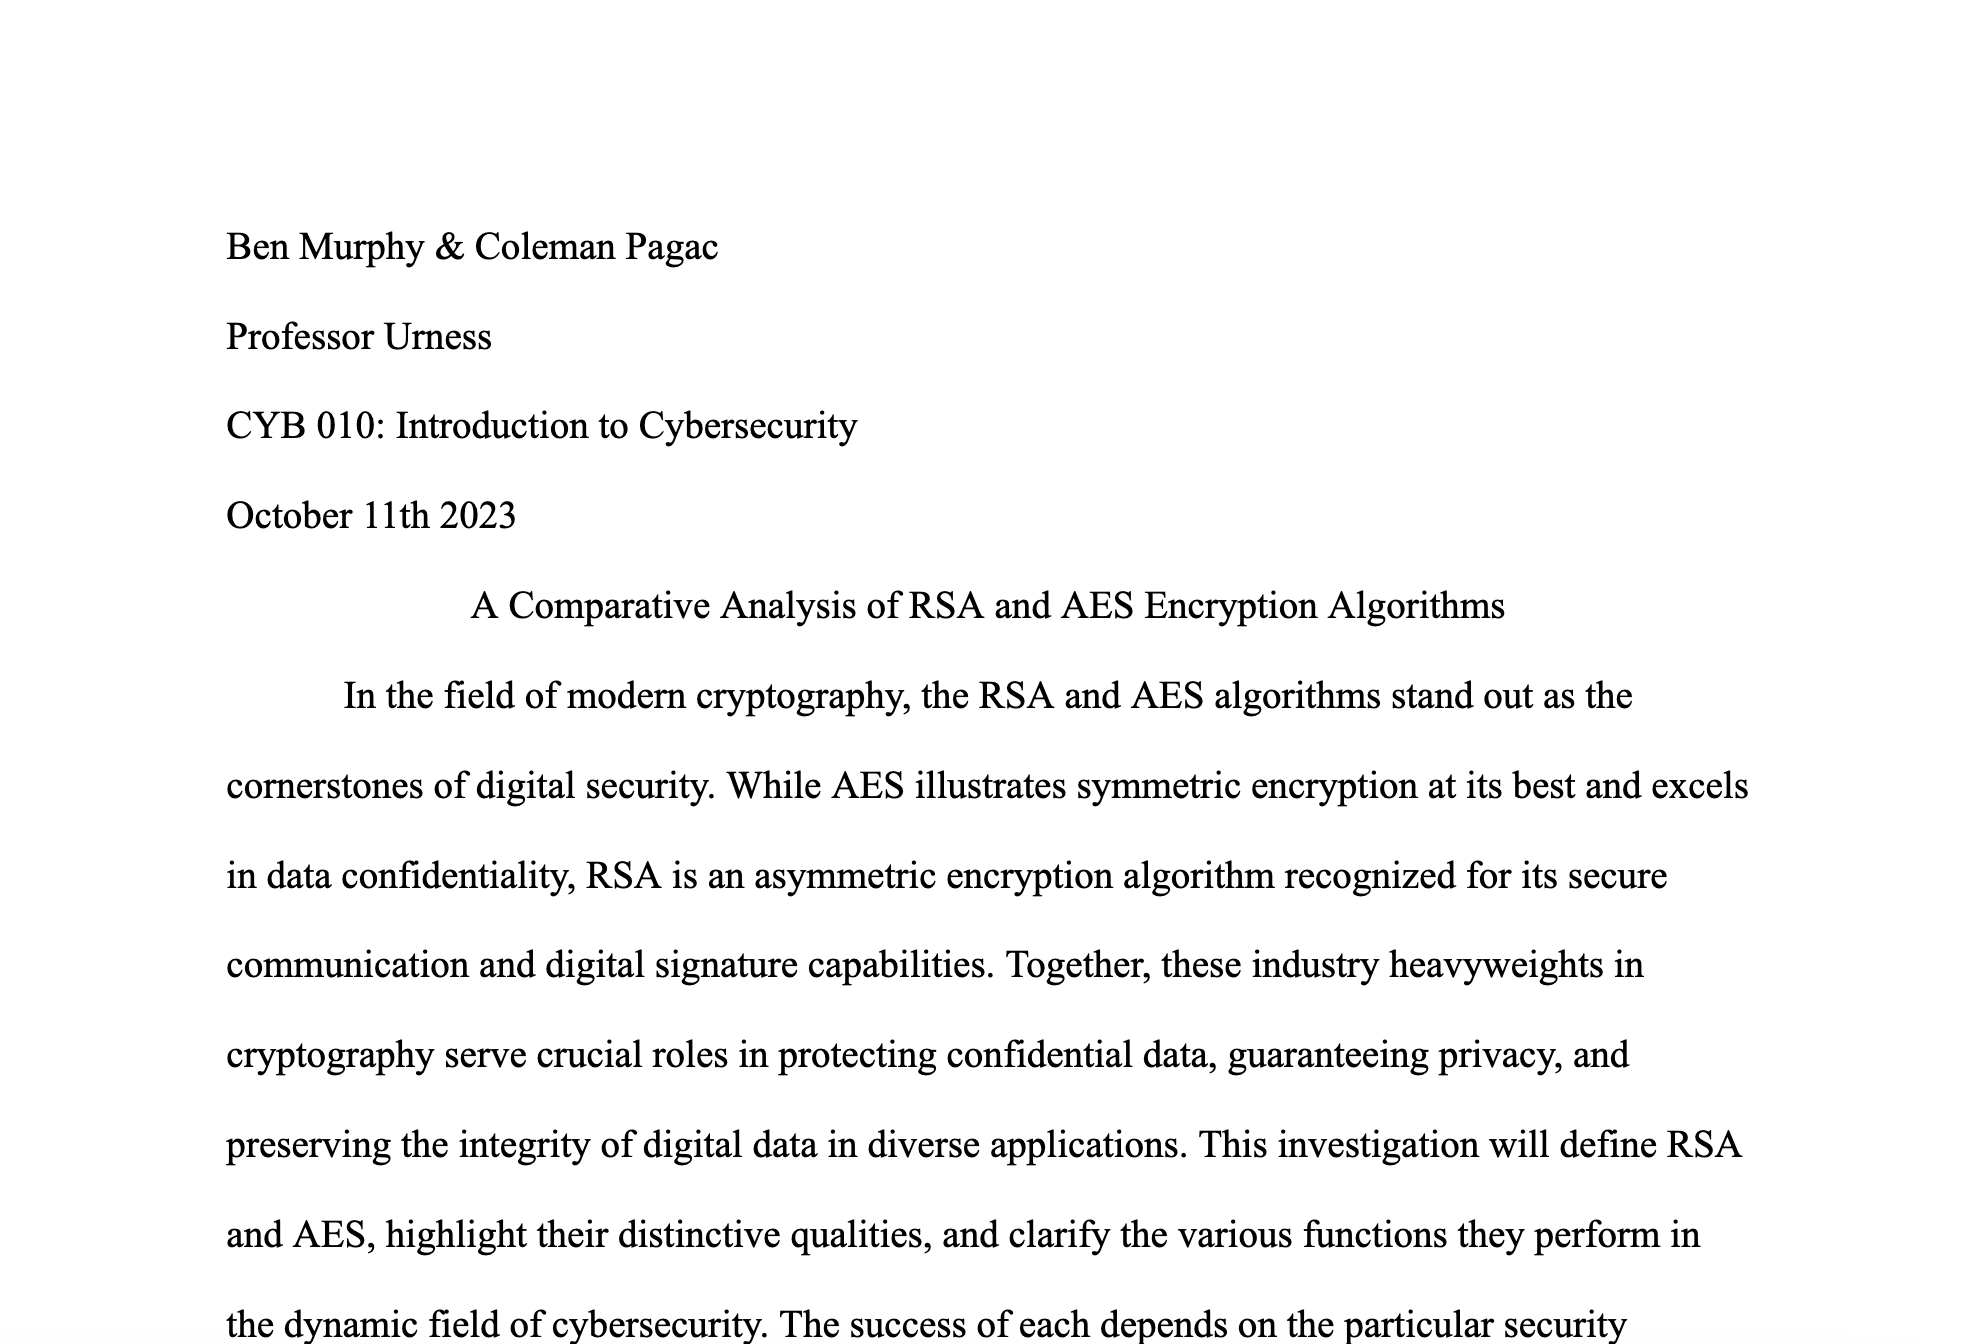 Ben Murphy & Coleman Pagac
Professor Urness
CYB 010: Introduction to Cybersecurity
October 11th 2023
A Comparative Analysis of RSA and AES Encryption Algorithms
In the field of modern cryptography, the RSA and AES algorithms stand out as the
cornerstones of digital security. While AES illustrates symmetric encryption at its best and excels
in data confidentiality, RSA is an asymmetric encryption algorithm recognized for its secure
communication and digital signature capabilities. Together, these industry heavyweights in
cryptography serve crucial roles in protecting confidential data, guaranteeing privacy, and
preserving the integrity of digital data in diverse applications. This investigation will define RSA
and AES, highlight their distinctive qualities, and clarify the various functions they perform in
the dynamic field of cybersecurity. The success of each depends on the particular security